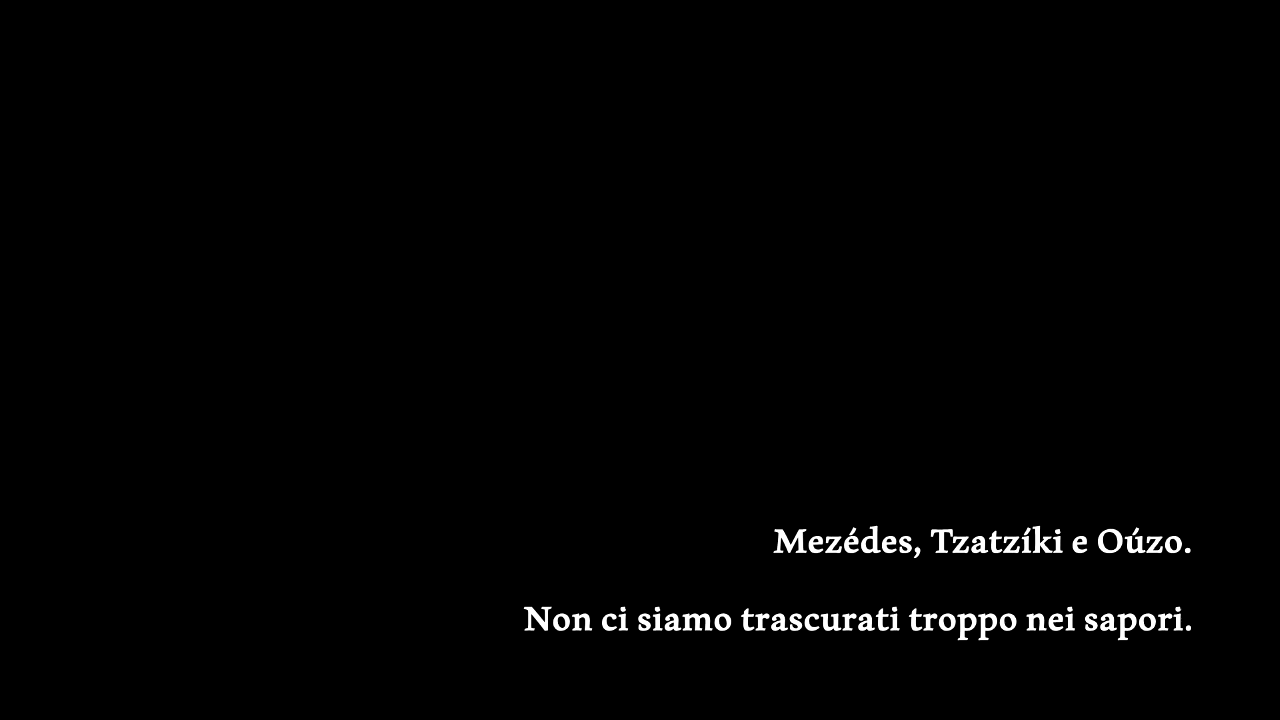 Mezédes, Tzatzíki e Oúzo.
Non ci siamo trascurati troppo nei sapori.